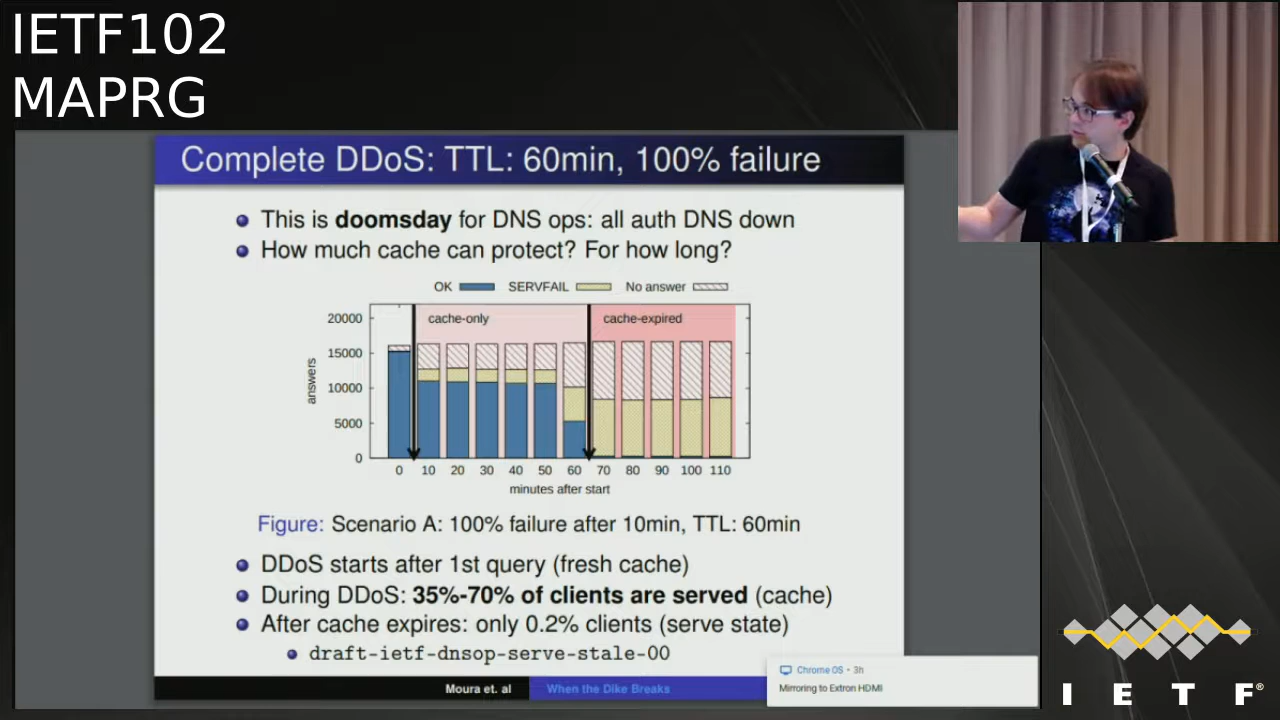 IETF102
MAPRG
Complete DDoS: TTL: 60min, 100% failure
This is doomsday for DNS ops: all auth DNS down
How much cache can protect? For how long?
OK SERVFAIL No answer
cache-only cache-expired
20000
15000
10000
5000
0
answers
0 10 20 30 40 50 60 70 80 90 100 110
minutes after start
Figure: Scenario A: 100% failure after 10min, TTL: 60min
DDoS starts after 1st query (fresh cache)
During DDoS: 35%-70% of clients are served (cache)
After cache expires: only 0.2% clients (serve state)
draft-ietf-dnsop-serve-stale-00
Moura et. al When the Dike Breaks
Chrome OS • 3h
Mirroring to Extron HDMI
I E T F®